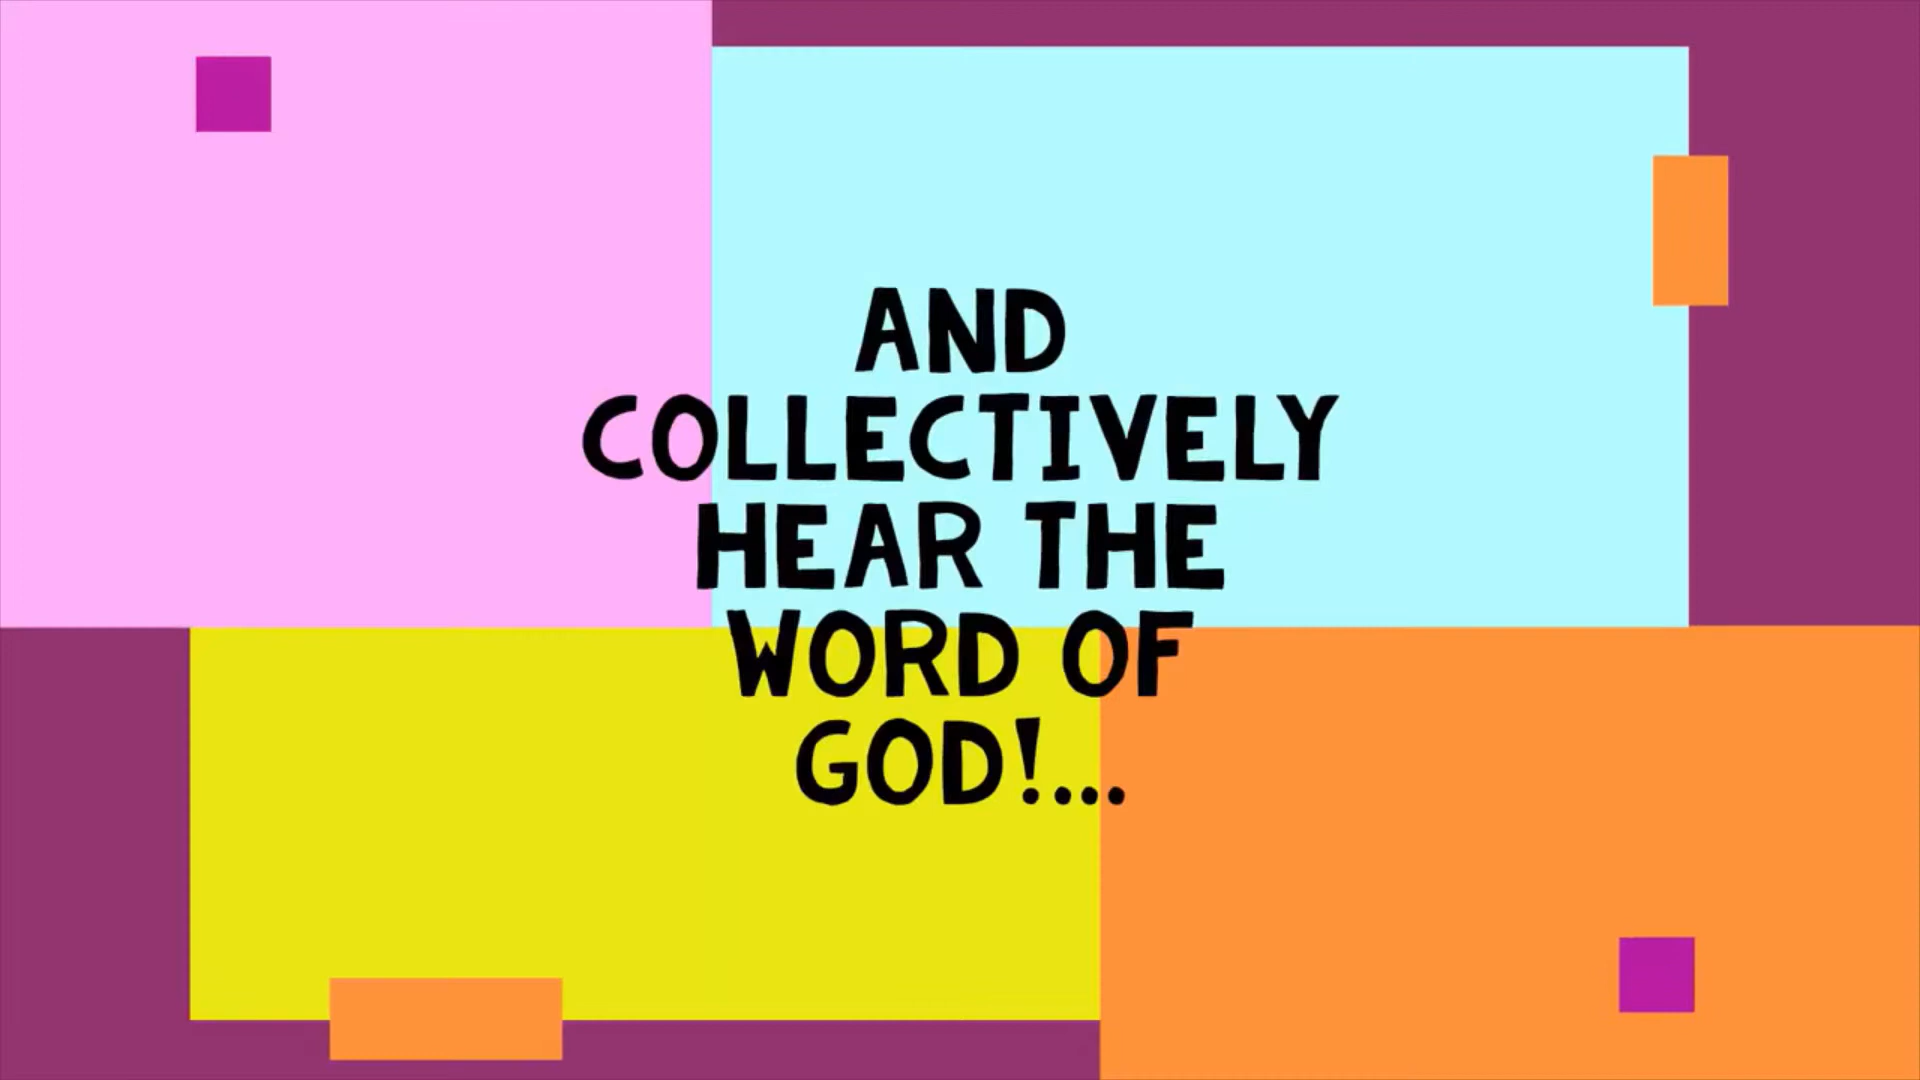 AND
COLLECTIVELY
HEAR THE
WORD OF
GOD!...